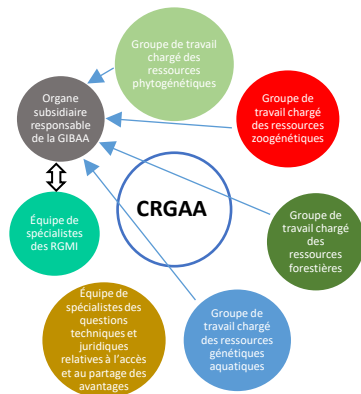 Groupe de travail
chargé des
ressources
phytogénétiques
Organe
subsidiaire
responsable
de la GIBAA
Groupe de
travail chargé
des ressources
zoogénétiques
CRGAA
Équipe de
spécialistes
des RGMI
Groupe de travail
chargé des
ressources
forestières
Équipe de
spécialistes des
questions
techniques et
juridiques
relatives à l’accès
et au partage des
avantages
Groupe de
travail chargé
des ressources
génétiques
aquatiques